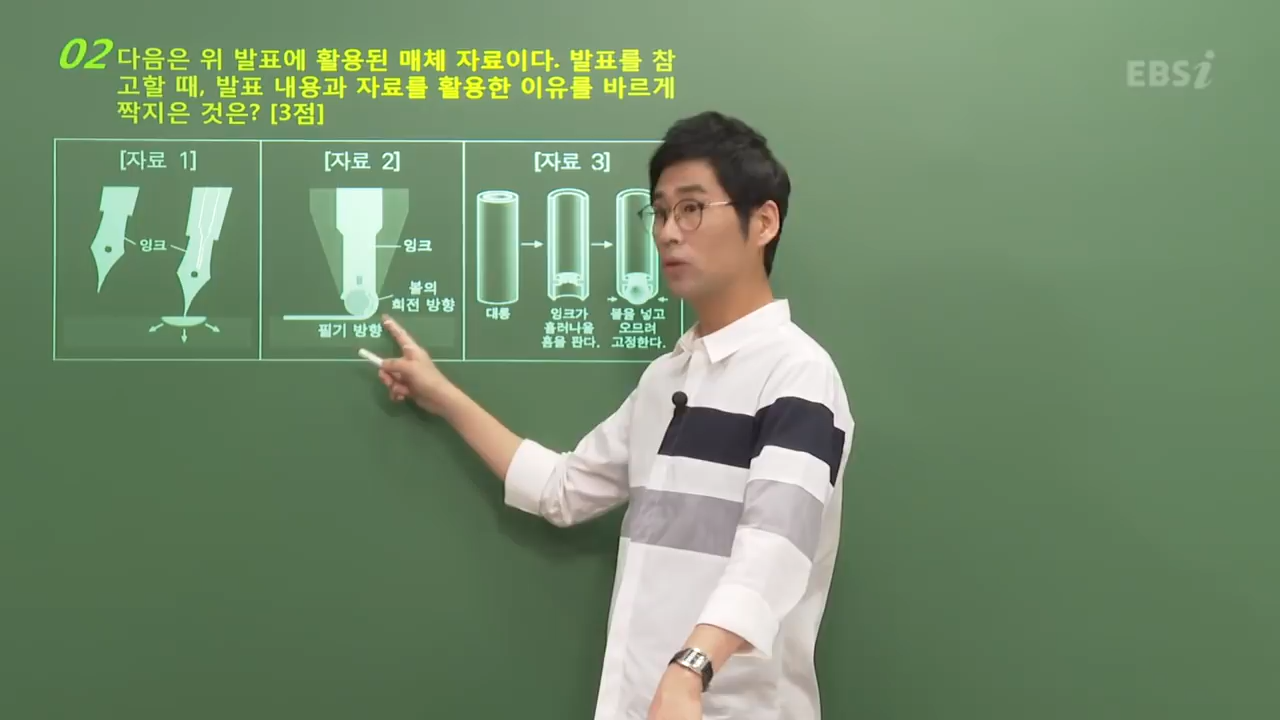 02 다음은 위 발표에 활용된 매체 자료이다. 발표를 참
고할 때, 발표 내용과 자료를 활용한 이유를 바르게
짝지은 것은? [3점]
EBSi
[자료 1]
[자료 2]
[자료 3]
잉크
잉크
볼의
회전 방향
필기 방향
대롱
잉크가
흘러나올
홈을 판다.
볼을 넣고
오므려
고정한다.